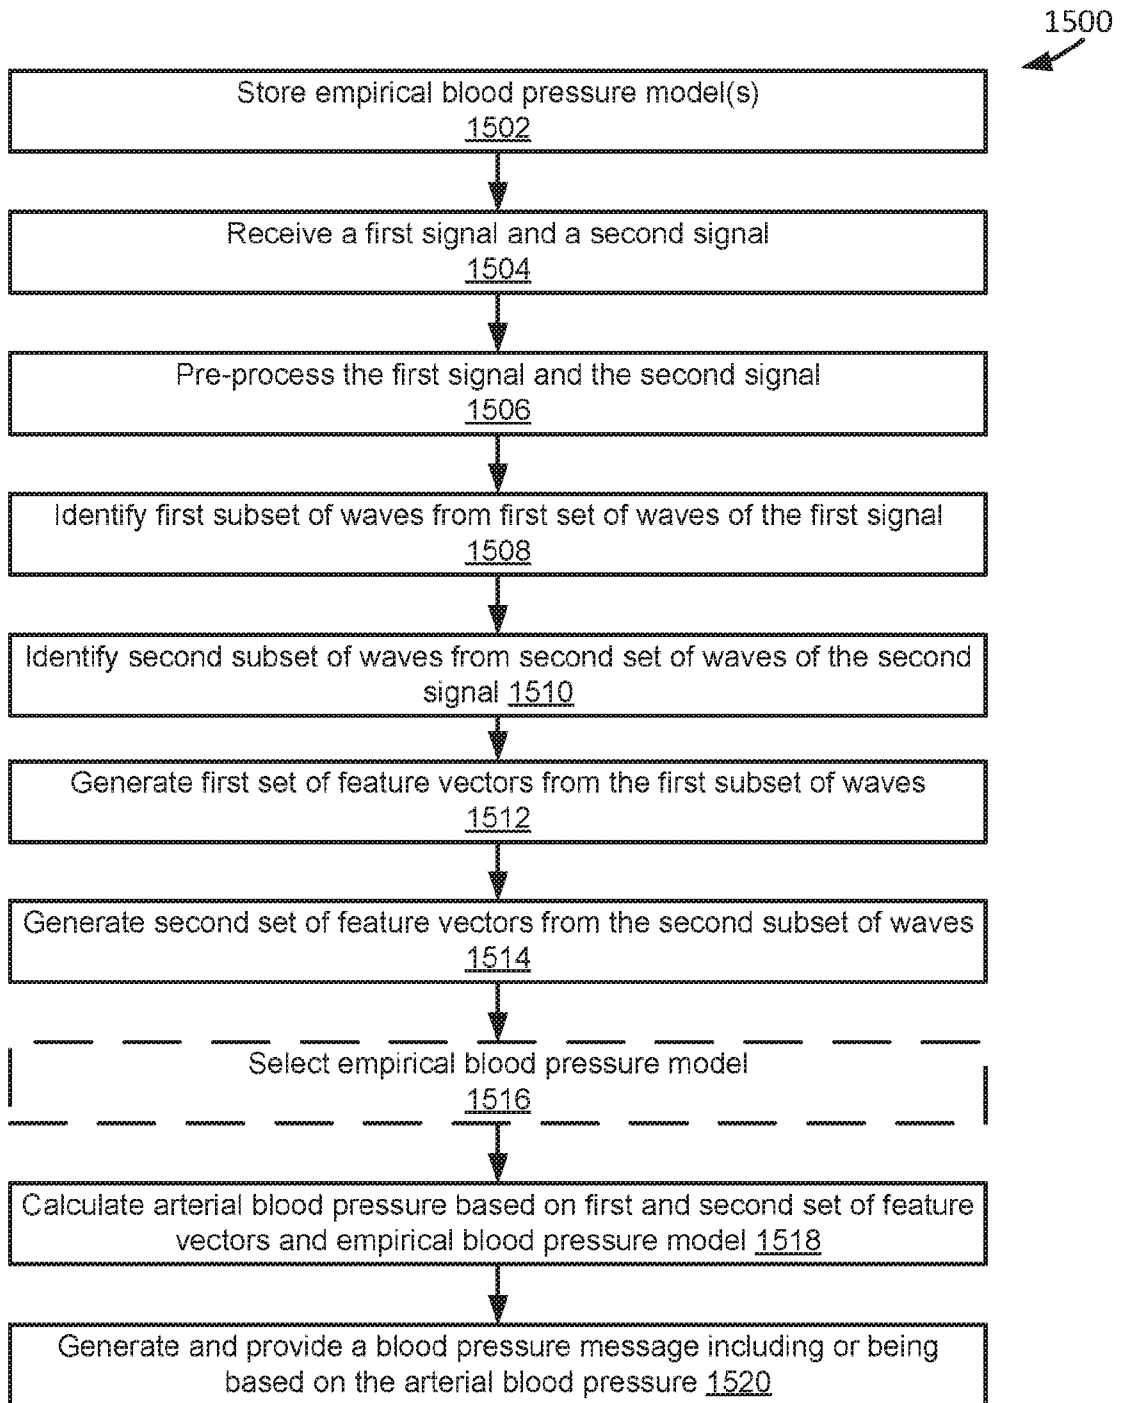 1500
Store empirical blood pressure model(s)
1502
Receive a first signal and a second signal
1504
Pre-process the first signal and the second signal
1506
Identify first subset of waves from first set of waves of the first signal
1508
Identify second subset of waves from second set of waves of the second
signal 1510
Generate first set of feature vectors from the first subset of waves
1512
Generate second set of feature vectors from the second subset of waves
1514
Select empirical blood pressure model
1516
Calculate arterial blood pressure based on first and second set of feature
vectors and empirical blood pressure model 1518
Generate and provide a blood pressure message including or being
based on the arterial blood pressure 1520